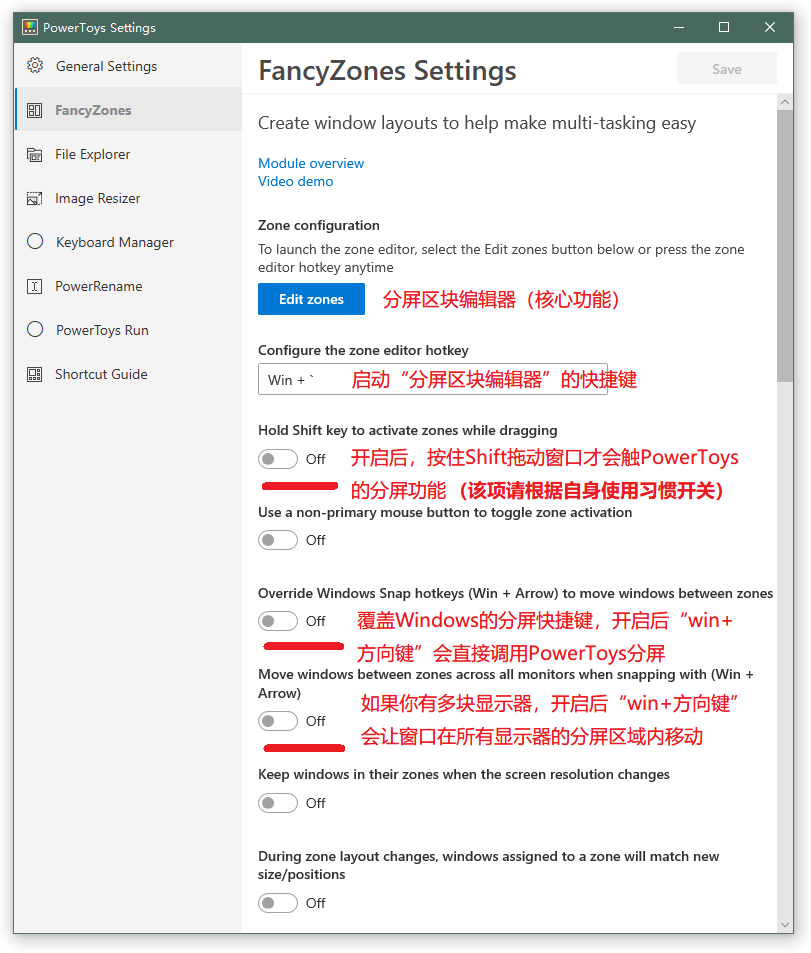 PowerToys Settings
General Settings
FancyZones
File Explorer
Image Resizer
Keyboard Manager
PowerRename
PowerToys Run
Shortcut Guide
FancyZones Settings
Save
Create window layouts to help make multi-tasking easy
Module overview
Video demo
Zone configuration
To launch the zone editor, select the Edit zones button below or press the zone
editor hotkey anytime
Edit zones
分屏区块编辑器（核心功能）
Configure the zone editor hotkey
Win + `
启动“分屏区块编辑器”的快捷键
Hold Shift key to activate zones while dragging
Off
开启后，按住Shift拖动窗口才会触PowerToys
的分屏功能（该项请根据自身使用习惯开关）
Use a non-primary mouse button to toggle zone activation
Off
Override Windows Snap hotkeys (Win + Arrow) to move windows between zones
Off
覆盖Windows的分屏快捷键，开启后“win+
方向键”会直接调用PowerToys分屏
Move windows between zones across all monitors when snapping with (Win +
Arrow)
Off
如果你有多块显示器，开启后“win+方向键”
会让窗口在所有显示器的分屏区域内移动
Keep windows in their zones when the screen resolution changes
Off
During zone layout changes, windows assigned to a zone will match new
size/positions
Off